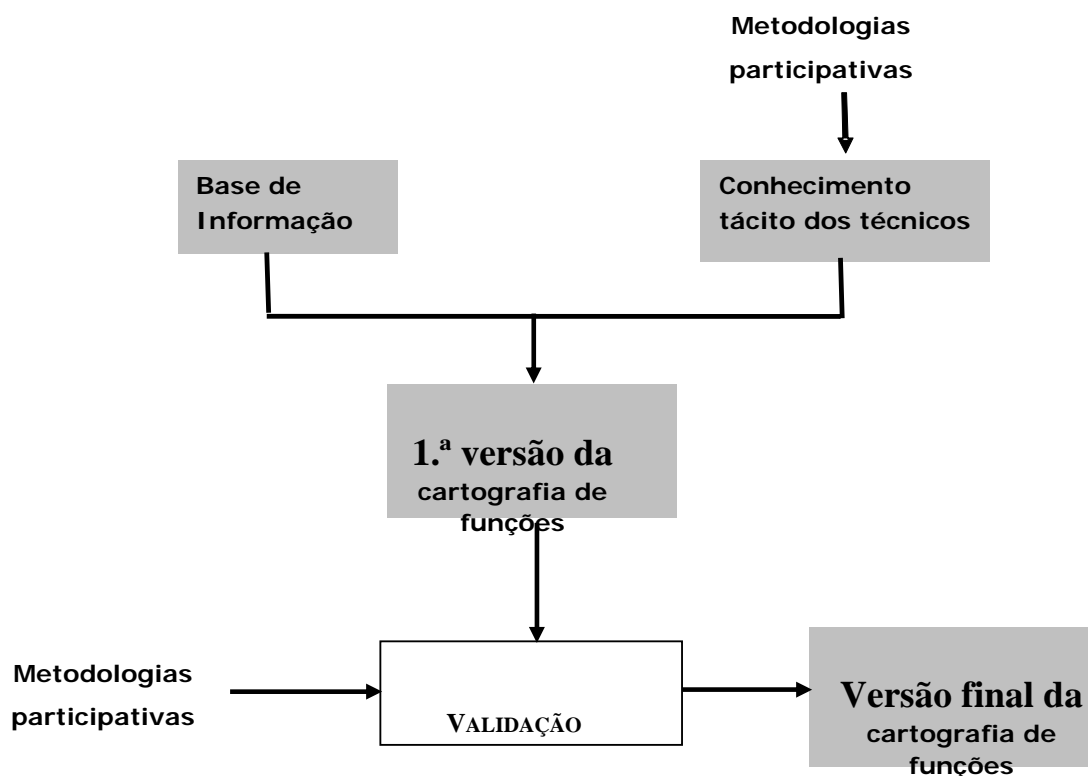 Metodologias
participativas
Base de
Informação
Conhecimento
tácito dos técnicos
1.ª versão da
cartografia de
funções
Metodologias
participativas
VALIDAÇÃO
Versão final da
cartografia de
funções